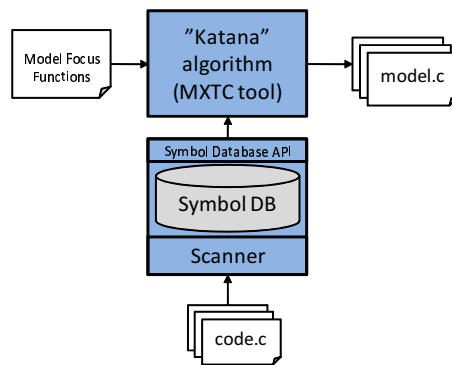 Model Focus
Functions
”Katana”
algorithm
(MXTC tool)
model.c
Symbol Database API
Symbol DB
Scanner
code.c